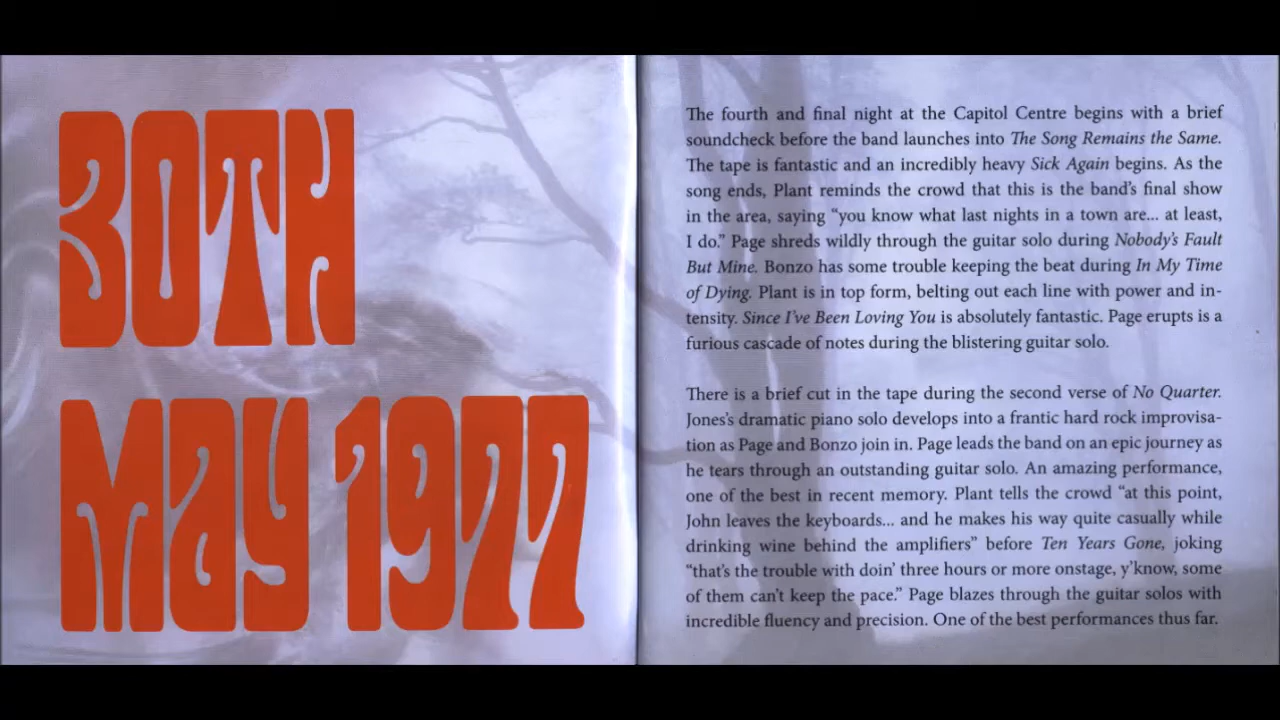 30TH
MAY 1977
The fourth and final night at the Capitol Centre begins with a brief
soundcheck before the band launches into The Song Remains the Same.
The tape is fantastic and an incredibly heavy Sick Again begins. As the
song ends, Plant reminds the crowd that this is the band's final show
in the area, saying “you know what last nights in a town are... at least,
I do.” Page shreds wildly through the guitar solo during Nobody's Fault
But Mine. Bonzo has some trouble keeping the beat during In My Time
of Dying. Plant is in top form, belting out each line with power and in-
tensity. Since I've Been Loving You is absolutely fantastic. Page erupts is a
furious cascade of notes during the blistering guitar solo.
There is a brief cut in the tape during the second verse of No Quarter.
Jones's dramatic piano solo develops into a frantic hard rock improvisa-
tion as Page and Bonzo join in. Page leads the band on an epic journey as
he tears through an outstanding guitar solo. An amazing performance,
one of the best in recent memory. Plant tells the crowd “at this point,
John leaves the keyboards... and he makes his way quite casually while
drinking wine behind the amplifiers” before Ten Years Gone, joking
“that's the trouble with doin' three hours or more onstage, y'know, some
of them can't keep the pace.” Page blazes through the guitar solos with
incredible fluency and precision. One of the best performances thus far.